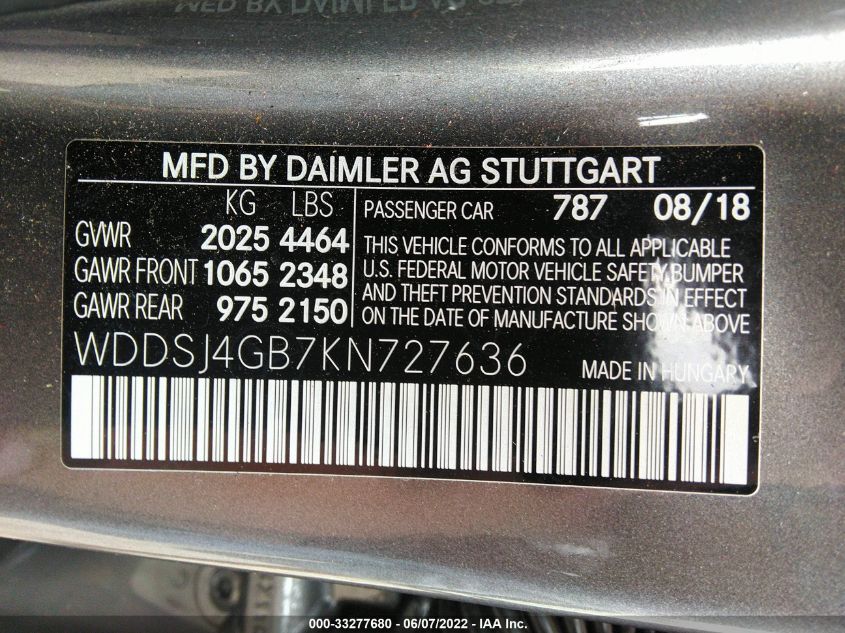 MFD BY DAIMLER AG STUTTGART
KG LBS
GVWR 2025 4464
GAWR FRONT 1065 2348
GAWR REAR 975 2150
PASSENGER CAR 787 08/18
THIS VEHICLE CONFORMS TO ALL APPLICABLE
U.S. FEDERAL MOTOR VEHICLE SAFETY, BUMPER
AND THEFT PREVENTION STANDARDS IN EFFECT
ON THE DATE OF MANUFACTURE SHOWN ABOVE
WDDSJ4GB7KN727636
MADE IN HUNGARY
000-33277680 - 06/07/2022 - IAA Inc.